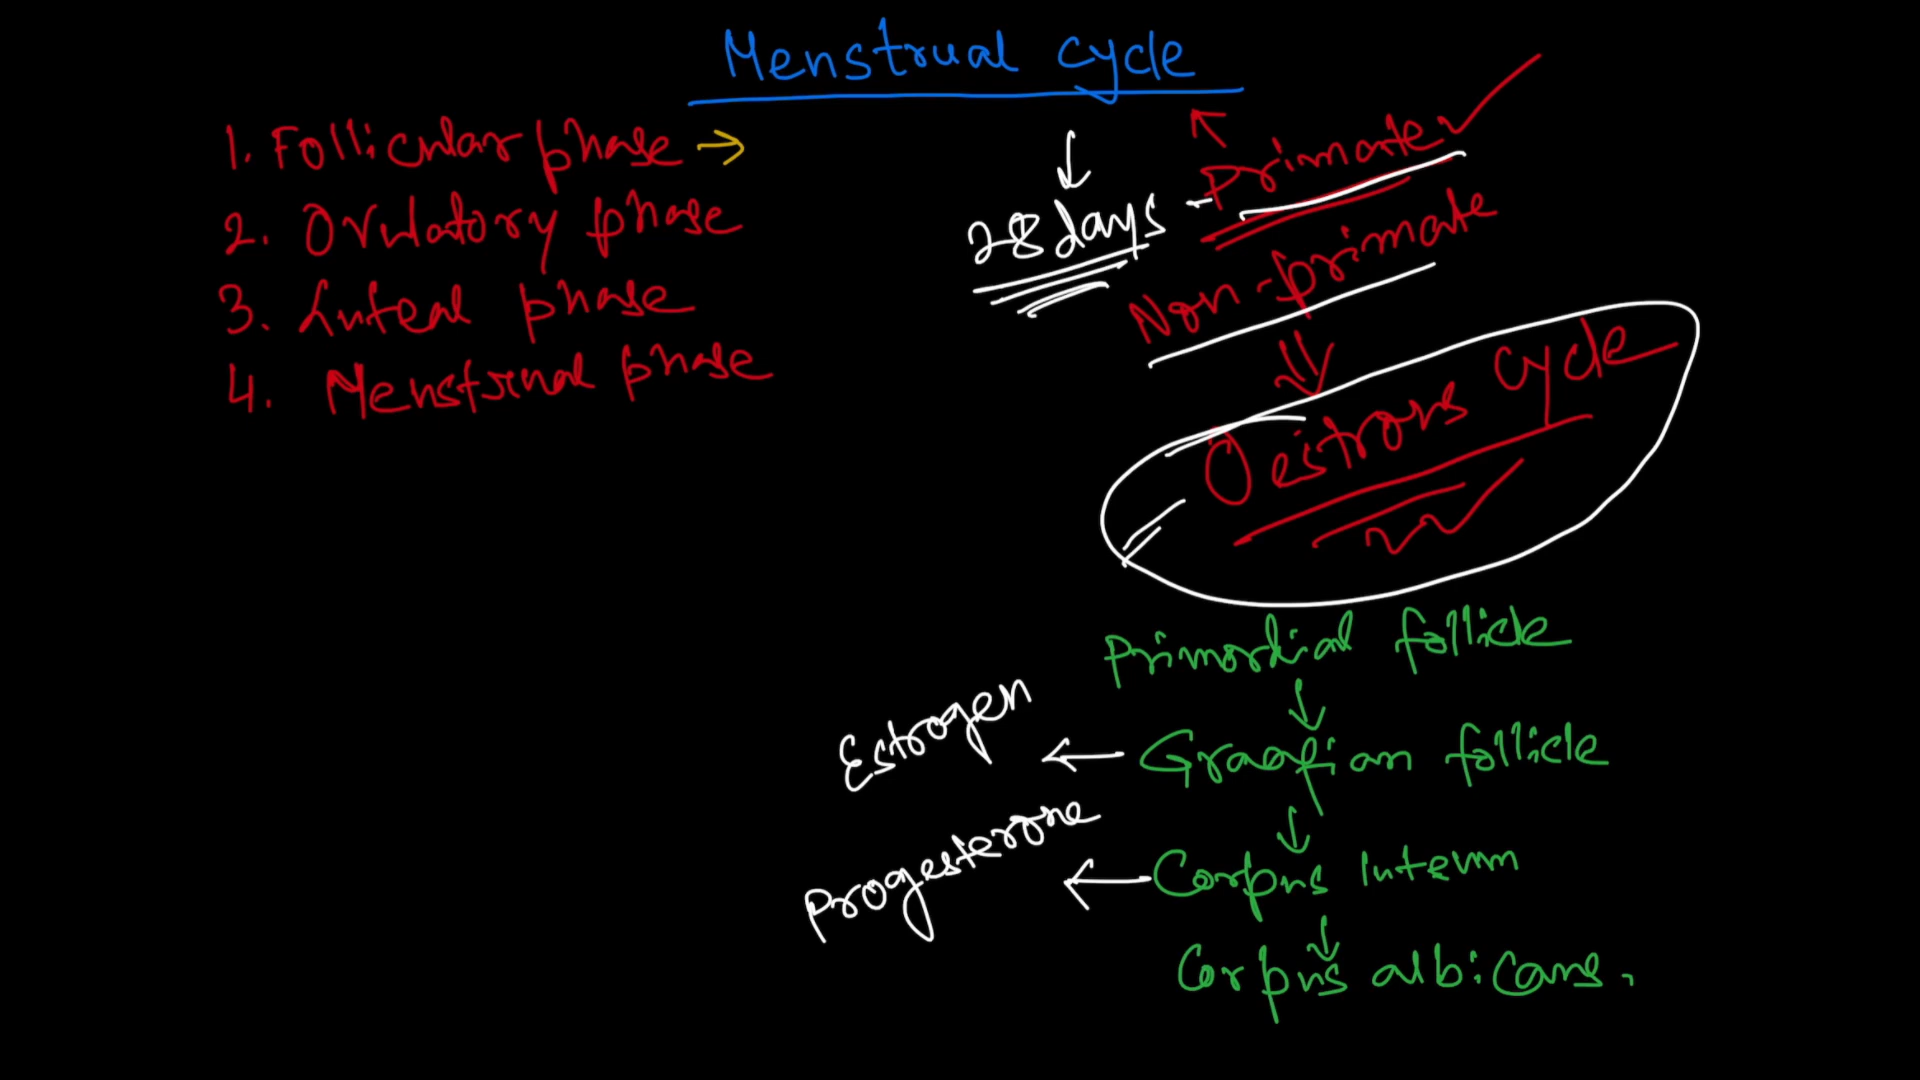 Menstrual cycle
1. Follicular phase →
2. Ovulatory phase
3. Luteal phase
4. Menstrual phase
↓
28 days - Primate ✓
Non-primate
⇓
Oestrous cycle
Primordial follicle
↓
Estrogen ← Graafian follicle
↓
Progesterone ← Corpus luteum
↓
Corpus albicans.